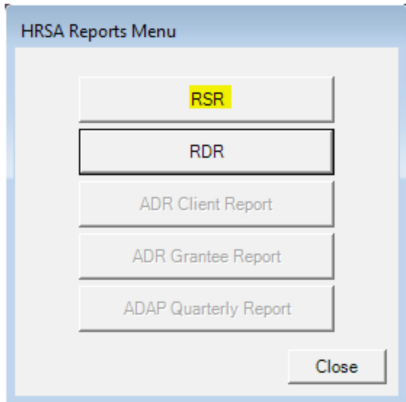 HRSA Reports Menu
RSR
RDR
ADR Client Report
ADR Grantee Report
ADAP Quarterly Report
Close